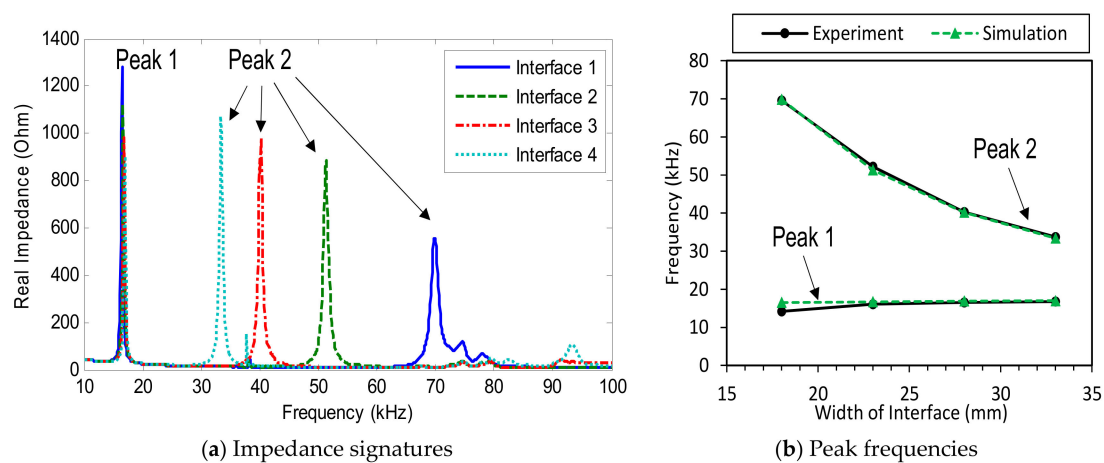 1400
1200
1000
800
600
400
200
0
10 20 30 40 50 60 70 80 90 100
Real Impedance (Ohm)
Frequency (kHz)
Peak 1
Peak 2
Interface 1
Interface 2
Interface 3
Interface 4
(a) Impedance signatures
Experiment Simulation
80
70
60
50
40
30
20
10
0
15 20 25 30 35
Frequency (kHz)
Width of Interface (mm)
Peak 2
Peak 1
(b) Peak frequencies